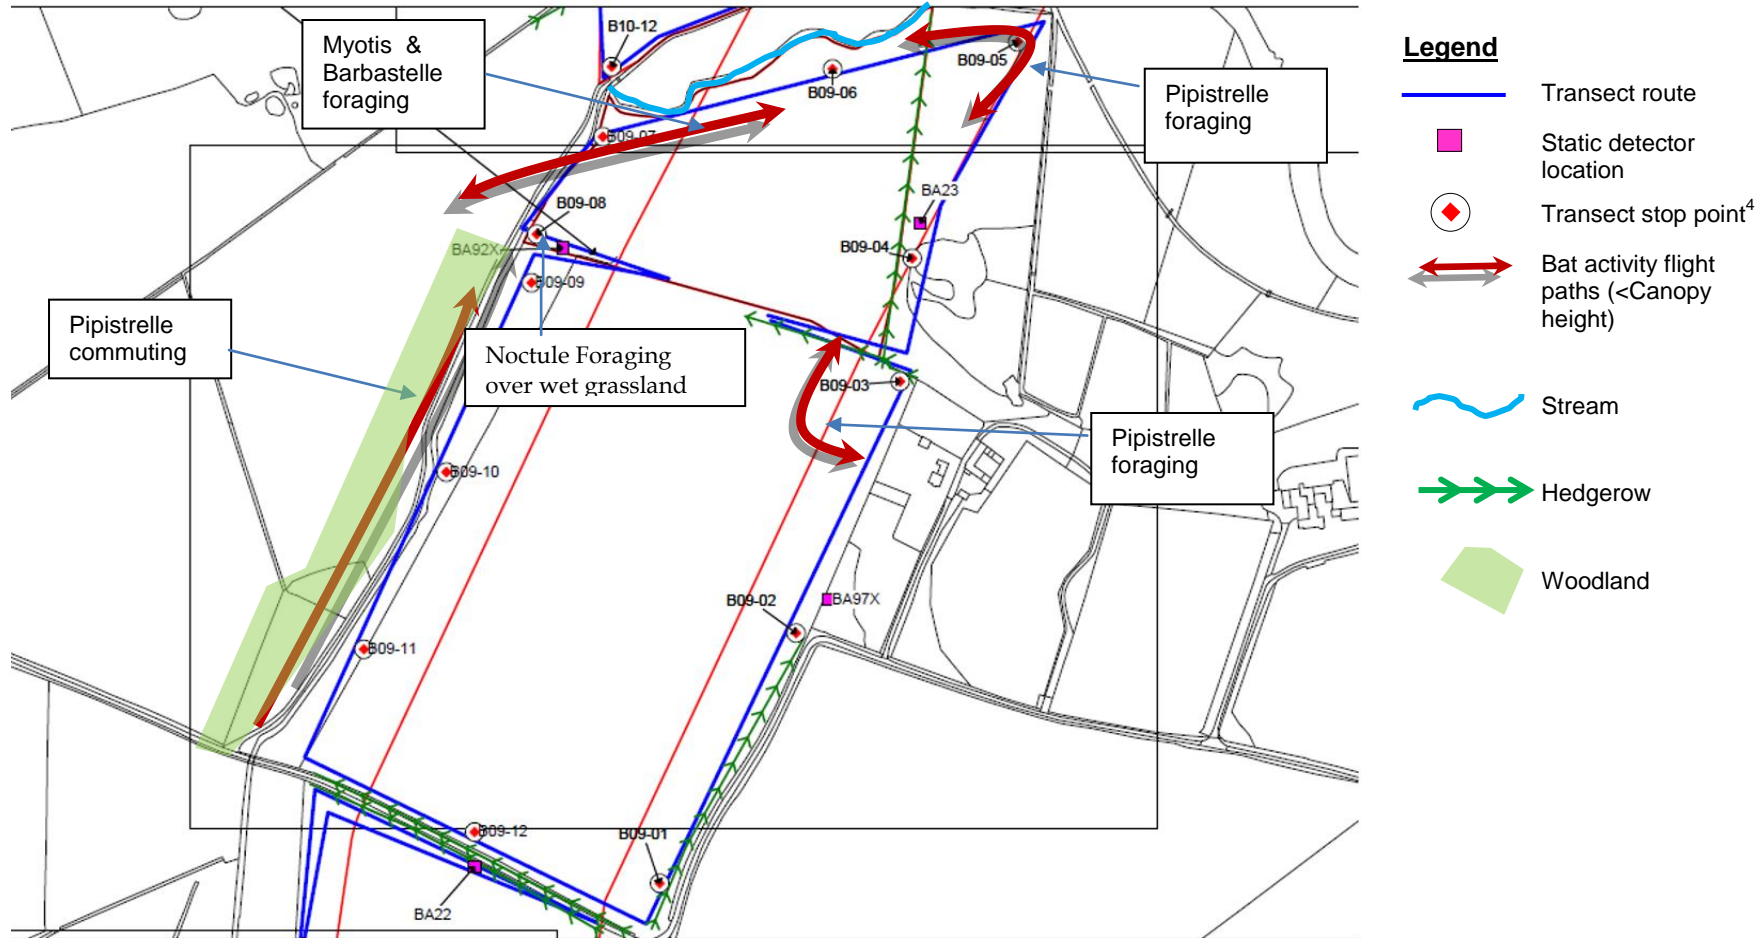 Myotis &
Barbastelle
foraging
B10-12
B09-05
B09-06
Pipistrelle
foraging
B09-07
B09-08
BA92X
BA23
B09-04
B09-09
Pipistrelle
commuting
Noctule Foraging
over wet grassland
B09-03
Pipistrelle
foraging
B09-10
B09-02
BA97X
B09-11
B09-12
B09-01
BA22
Legend
Transect route
Static detector
location
Transect stop point4
Bat activity flight
paths (<Canopy
height)
Stream
Hedgerow
Woodland